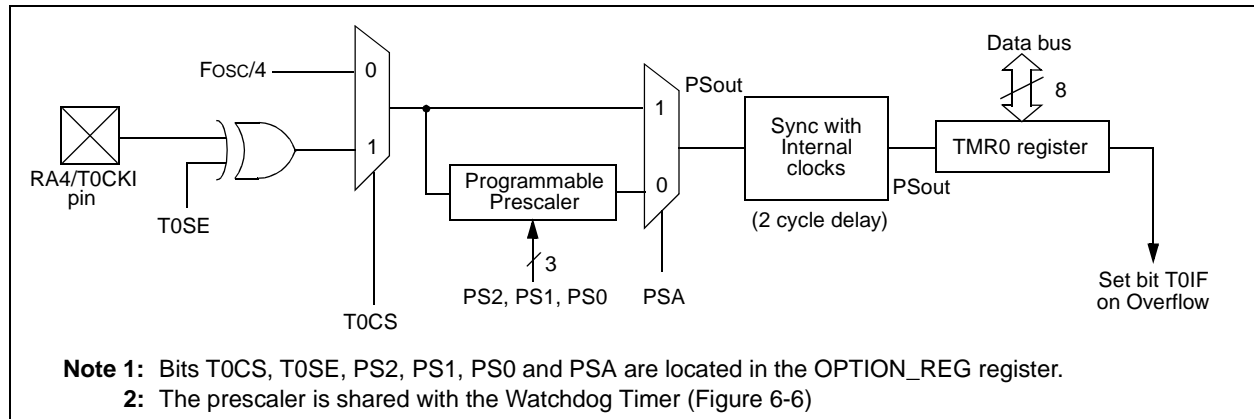 Data bus
8
FOSC/4
0
1
PSout
1
0
Sync with
Internal
clocks
TMR0 register
PSout
RA4/T0CKI
pin
T0SE
Programmable
Prescaler
(2 cycle delay)
3
PS2, PS1, PS0
PSA
T0CS
Set bit T0IF
on Overflow
Note 1: Bits T0CS, T0SE, PS2, PS1, PS0 and PSA are located in the OPTION_REG register.
2: The prescaler is shared with the Watchdog Timer (Figure 6-6)